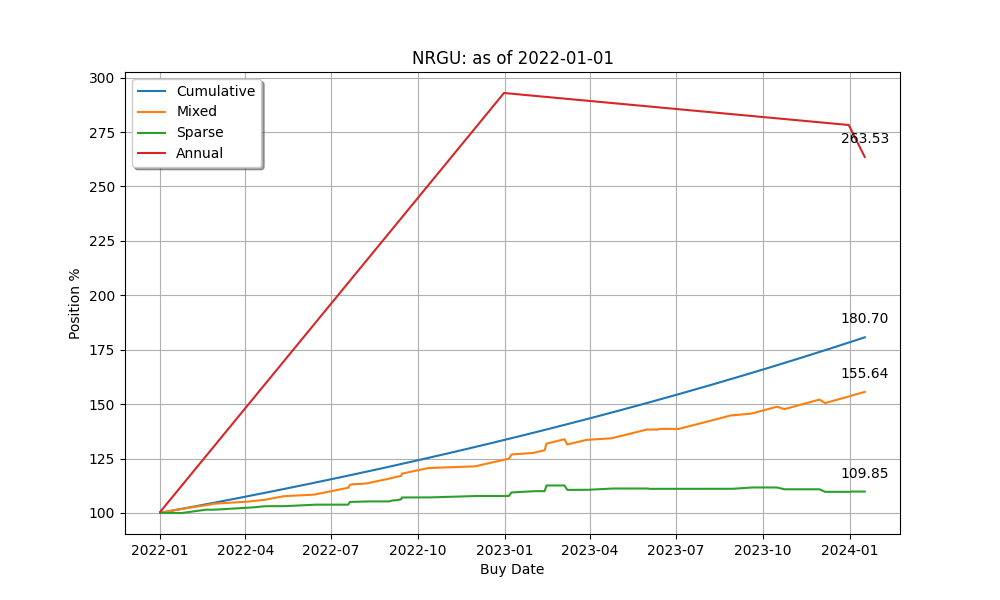 NRGU: as of 2022-01-01
300
275
250
225
200
175
150
125
100
Position %
Cumulative
Mixed
Sparse
Annual
263.53
180.70
155.64
109.85
2022-01 2022-04 2022-07 2022-10 2023-01 2023-04 2023-07 2023-10 2024-01
Buy Date